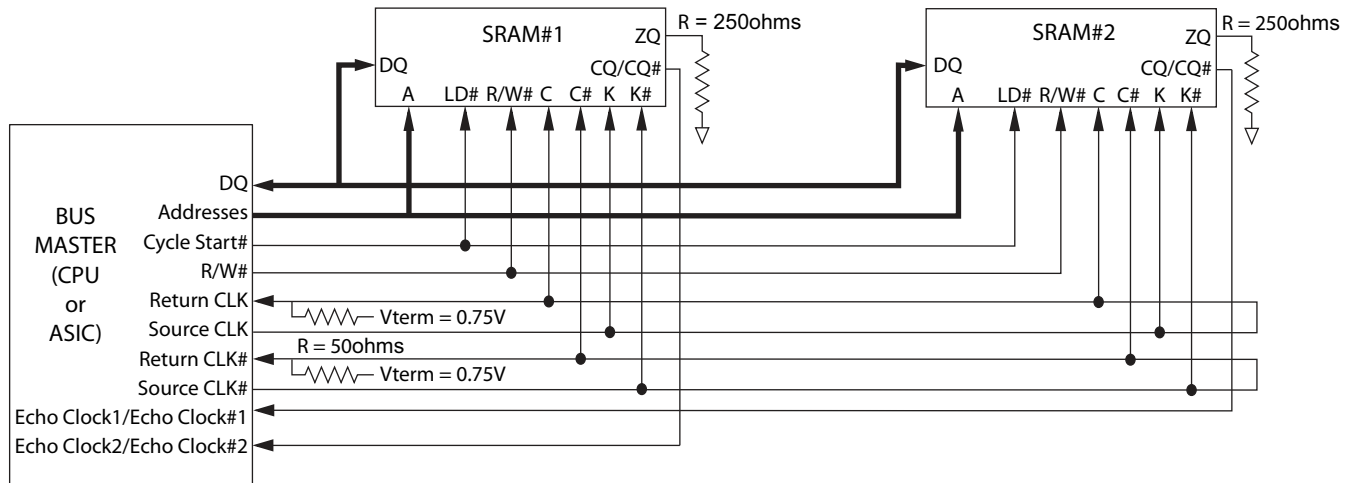 R = 250ohms
SRAM#1
ZQ
CQ/CQ#
DQ
A LD# R/W# C C# K K#
R = 250ohms
SRAM#2
ZQ
CQ/CQ#
DQ
A LD# R/W# C C# K K#
BUS
MASTER
(CPU
or
ASIC)
DQ
Addresses
Cycle Start#
R/W#
Return CLK
Vterm = 0.75V
Source CLK
R = 50ohms
Return CLK#
Vterm = 0.75V
Source CLK#
Echo Clock1/Echo Clock#1
Echo Clock2/Echo Clock#2